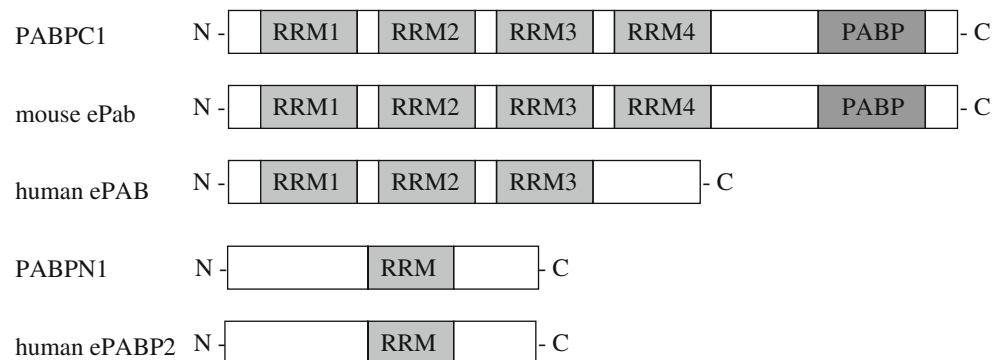 PABPC1 N - RRM1 RRM2 RRM3 RRM4 PABP - C
mouse ePab N - RRM1 RRM2 RRM3 RRM4 PABP - C
human ePAB N - RRM1 RRM2 RRM3 - C
PABPN1 N - RRM - C
human ePABP2 N - RRM - C